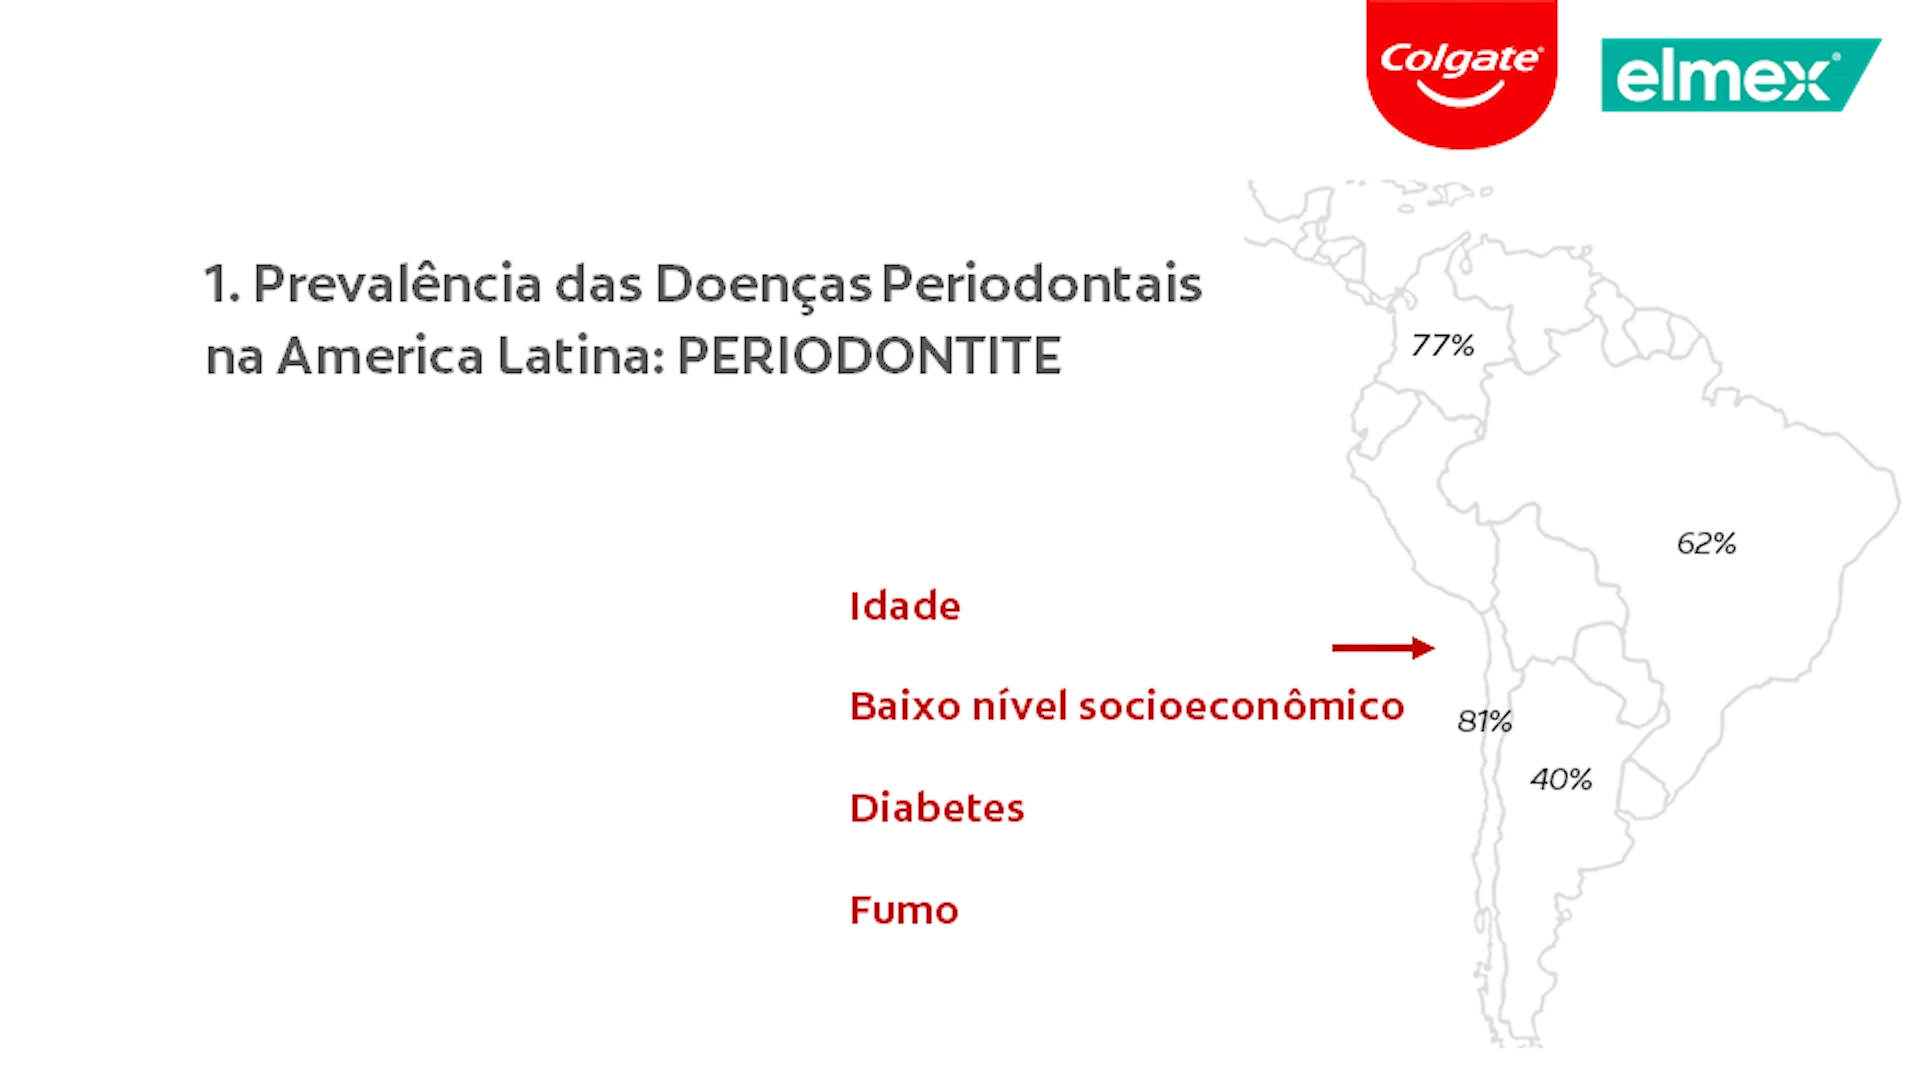 Colgate
elmex
1. Prevalência das Doenças Periodontais
na America Latina: PERIODONTITE
77%
62%
Idade
Baixo nível socioeconômico
81%
40%
Diabetes
Fumo